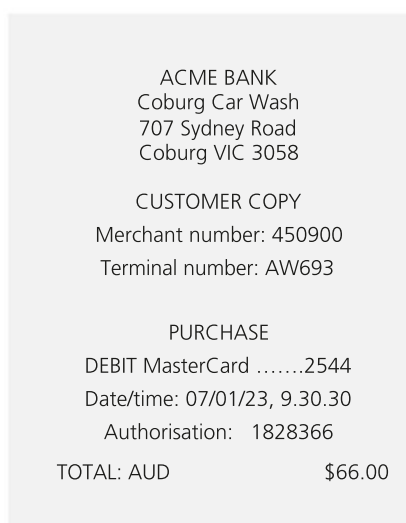 ACME BANK
Coburg Car Wash
707 Sydney Road
Coburg VIC 3058
CUSTOMER COPY
Merchant number: 450900
Terminal number: AW693
PURCHASE
DEBIT MasterCard .......2544
Date/time: 07/01/23, 9.30.30
Authorisation: 1828366
TOTAL: AUD $66.00